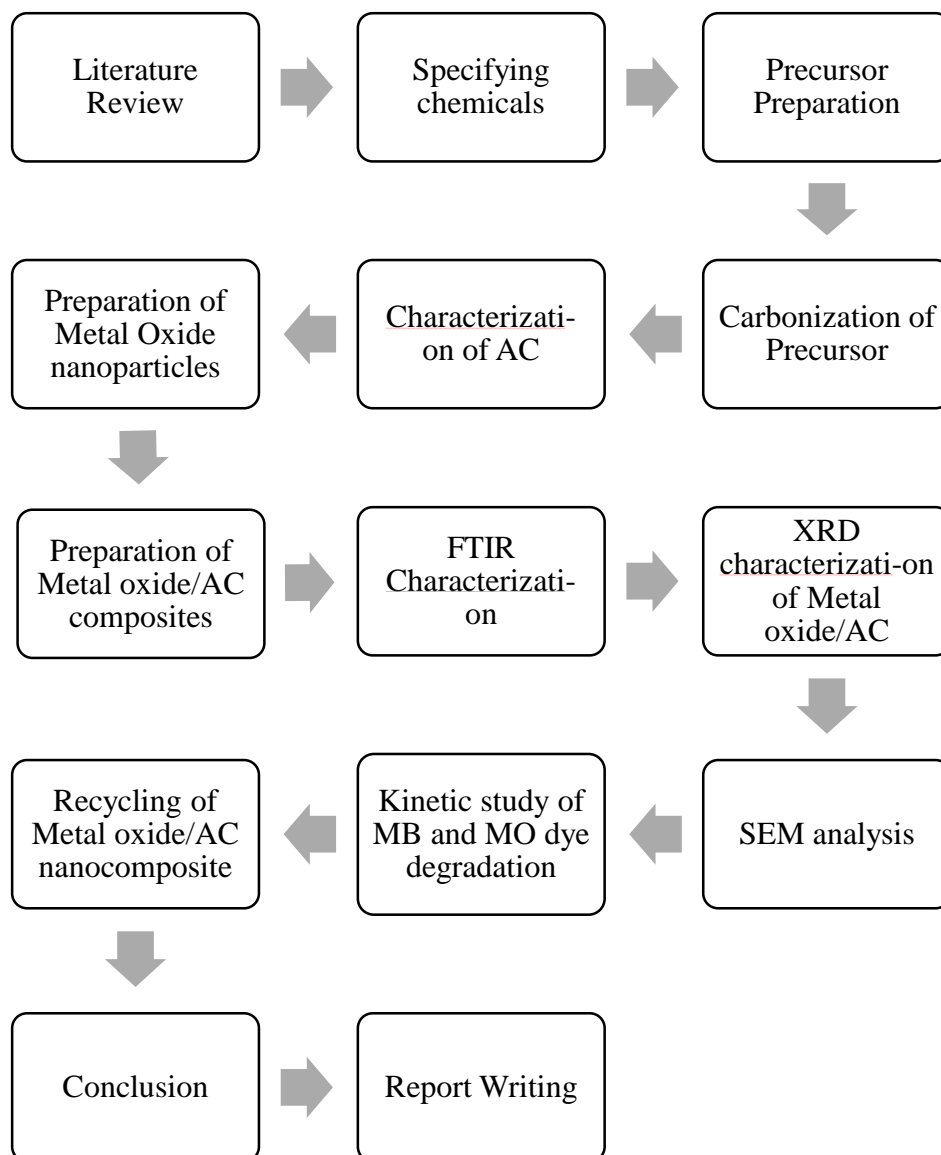 Literature
Review
Specifying
chemicals
Precursor
Preparation
Carbonization of
Precursor
Characterizati-
on of AC
Preparation of
Metal Oxide
nanoparticles
Preparation of
Metal oxide/AC
composites
FTIR
Characterizati-
on
XRD
characterizati-on
of Metal
oxide/AC
SEM analysis
Kinetic study of
MB and MO dye
degradation
Recycling of
Metal oxide/AC
nanocomposite
Conclusion
Report Writing